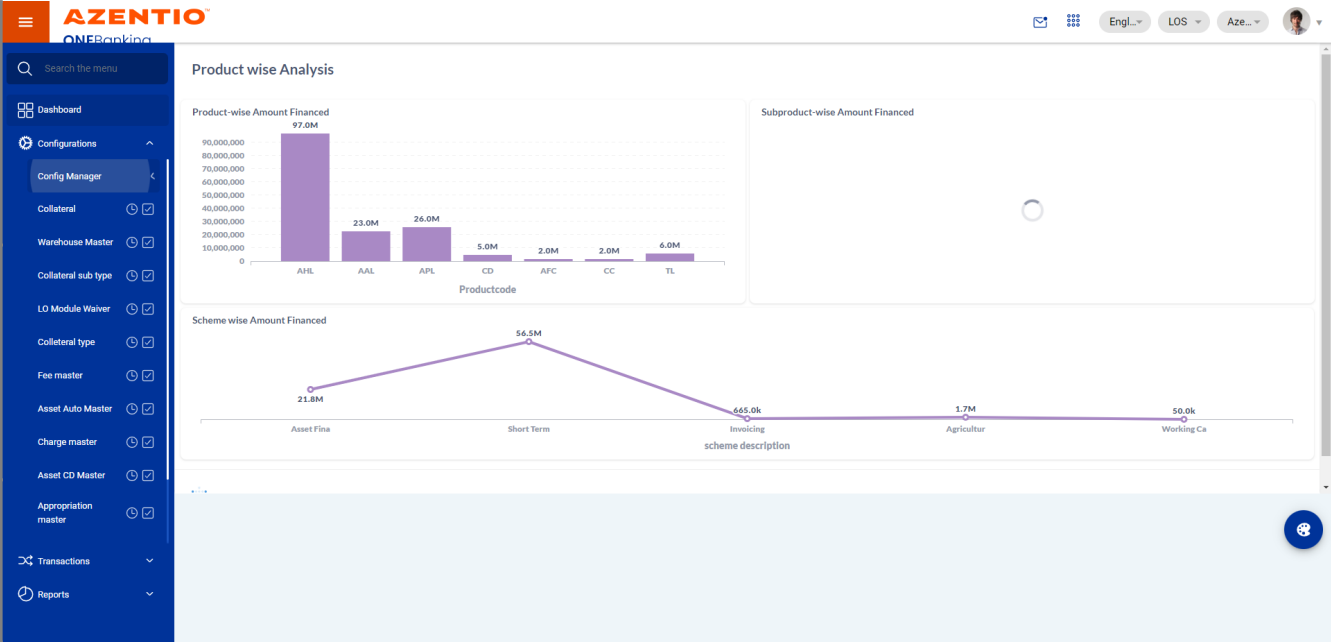 AZENTIO™
ONEBanking
Engl...
LOS
Aze...
Search the menu
Dashboard
Configurations
Config Manager
Collateral
Warehouse Master
Collateral sub type
LO Module Waiver
Colleteral type
Fee master
Asset Auto Master
Charge master
Asset CD Master
Appropriation
master
Transactions
Reports
Product wise Analysis
Product-wise Amount Financed
97.0M
90,000,000
80,000,000
70,000,000
60,000,000
50,000,000
40,000,000
30,000,000
20,000,000
10,000,000
0
23.0M
26.0M
5.0M
2.0M
2.0M
6.0M
AHL
AAL
APL
CD
AFC
CC
TL
Productcode
Subproduct-wise Amount Financed
Scheme wise Amount Financed
56.5M
21.8M
665.0k
1.7M
50.0k
Asset Fina
Short Term
Invoicing
Agricultur
Working Ca
scheme description